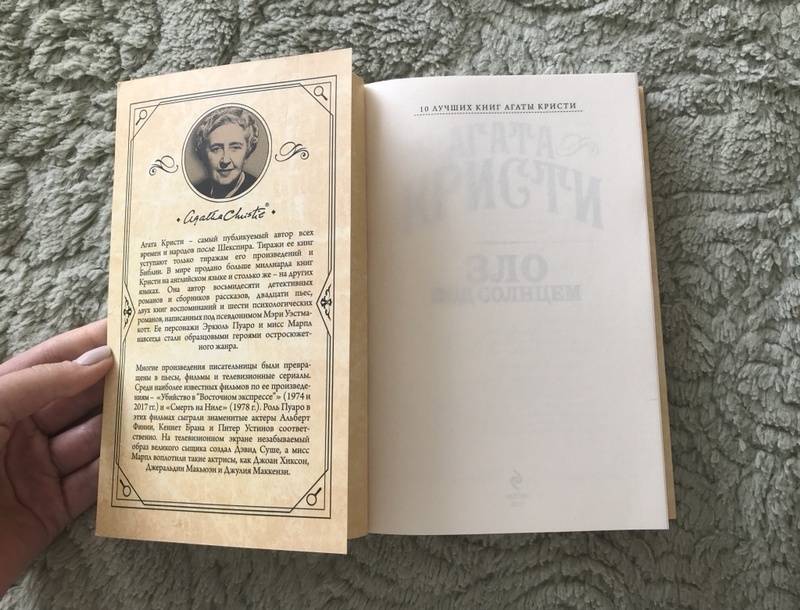 Agatha Christie®
Агата Кристи – самый публикуемый автор всех
времен и народов после Шекспира. Тиражи ее книг
уступают только тиражам его произведений и
Библии. В мире продано больше миллиарда книг
Кристи на английском языке и столько же – на других
языках. Она автор восьмидесяти детективных
романов и сборников рассказов, двадцати пьес,
двух книг воспоминаний и шести психологических
романов, написанных под псевдонимом Мэри Уэстма-
котт. Ее персонажи Эркюль Пуаро и мисс Марпл
навсегда стали образцовыми героями остросюжет-
ного жанра.
Многие произведения писательницы были превра-
щены в пьесы, фильмы и телевизионные сериалы.
Среди наиболее известных фильмов по ее произведе-
ниям – «Убийство в "Восточном экспрессе"» (1974 и
2017 гг.) и «Смерть на Ниле» (1978 г.). Роль Пуаро в
этих фильмах сыграли знаменитые актеры Альберт
Финни, Кеннет Брана и Питер Устинов соответ-
ственно. На телевизионном экране незабываемый
образ великого сыщика создал Дэвид Суше, а мисс
Марпл воплотили такие актрисы, как Джоан Хиксон,
Джеральдин Макьюэн и Джулия Маккензи.
10 ЛУЧШИХ КНИГ АГАТЫ КРИСТИ
АГАТА
КРИСТИ
ЗЛО
ПОД СОЛНЦЕМ